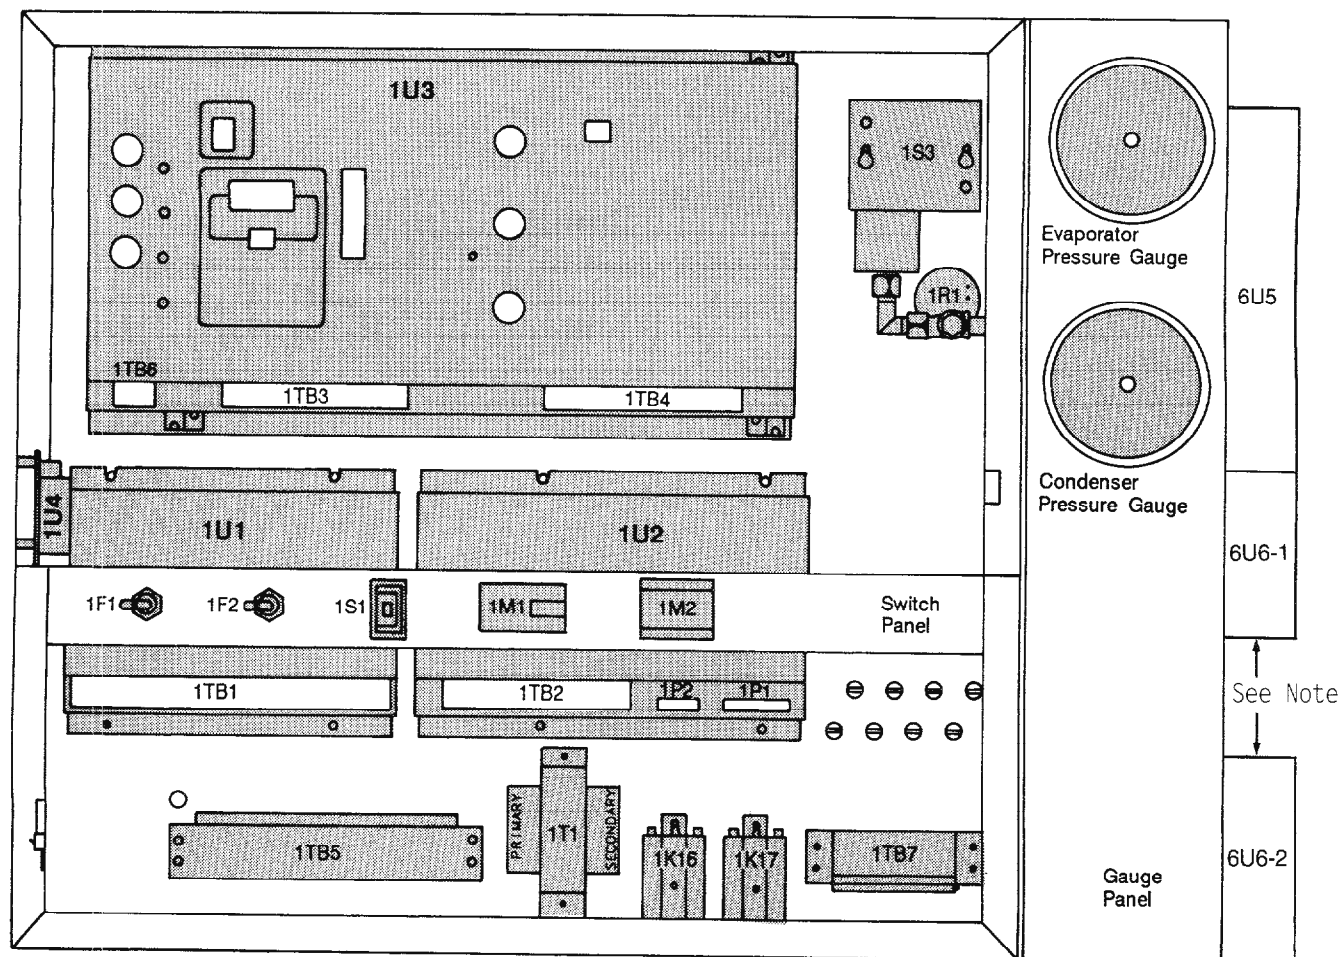 1U3
1S3
Evaporator
Pressure Gauge
1R1
6U5
1TB6
1TB3
1TB4
Condenser
Pressure Gauge
1U4
1U1
1U2
6U6-1
1F1
1F2
1S1
1M1
1M2
Switch
Panel
1TB1
1TB2
1P2
1P1
See Note
PRIMARY
1T1
SECONDARY
1TB5
1K16
1K17
1TB7
6U6-2
Gauge
Panel